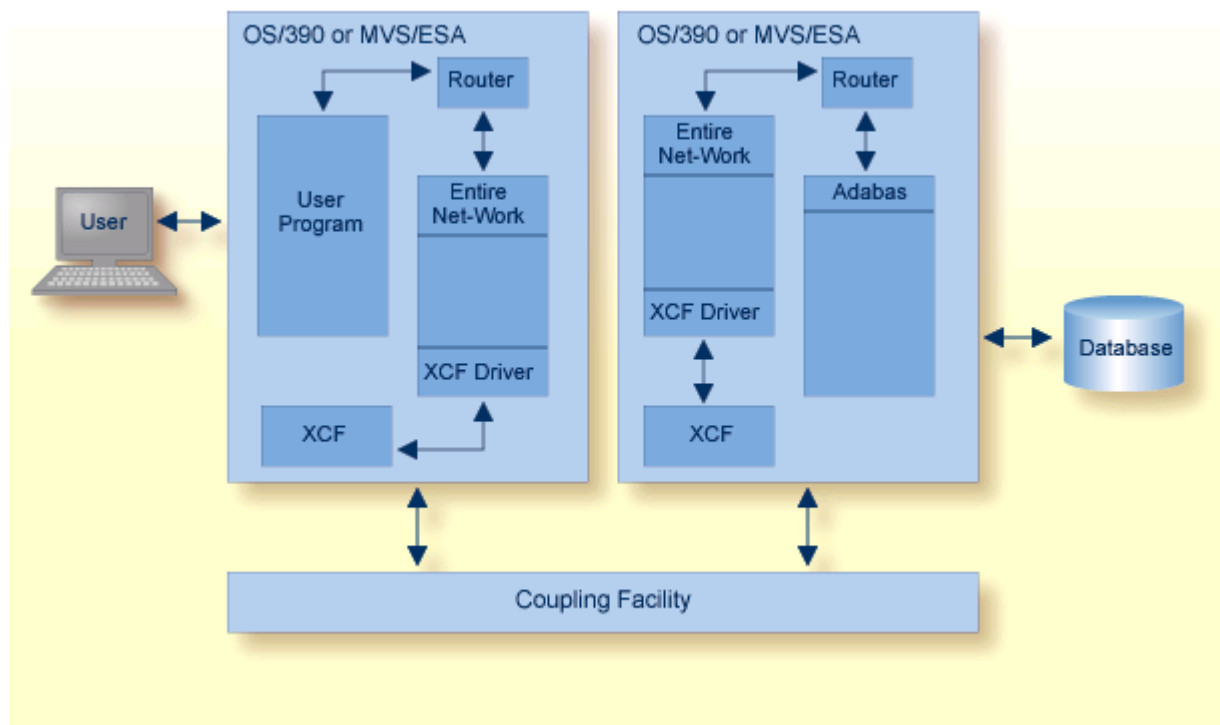 OS/390 or MVS/ESA
Router
User
Program
Entire
Net-Work
XCF Driver
XCF
User
OS/390 or MVS/ESA
Router
Entire
Net-Work
Adabas
XCF Driver
XCF
Database
Coupling Facility